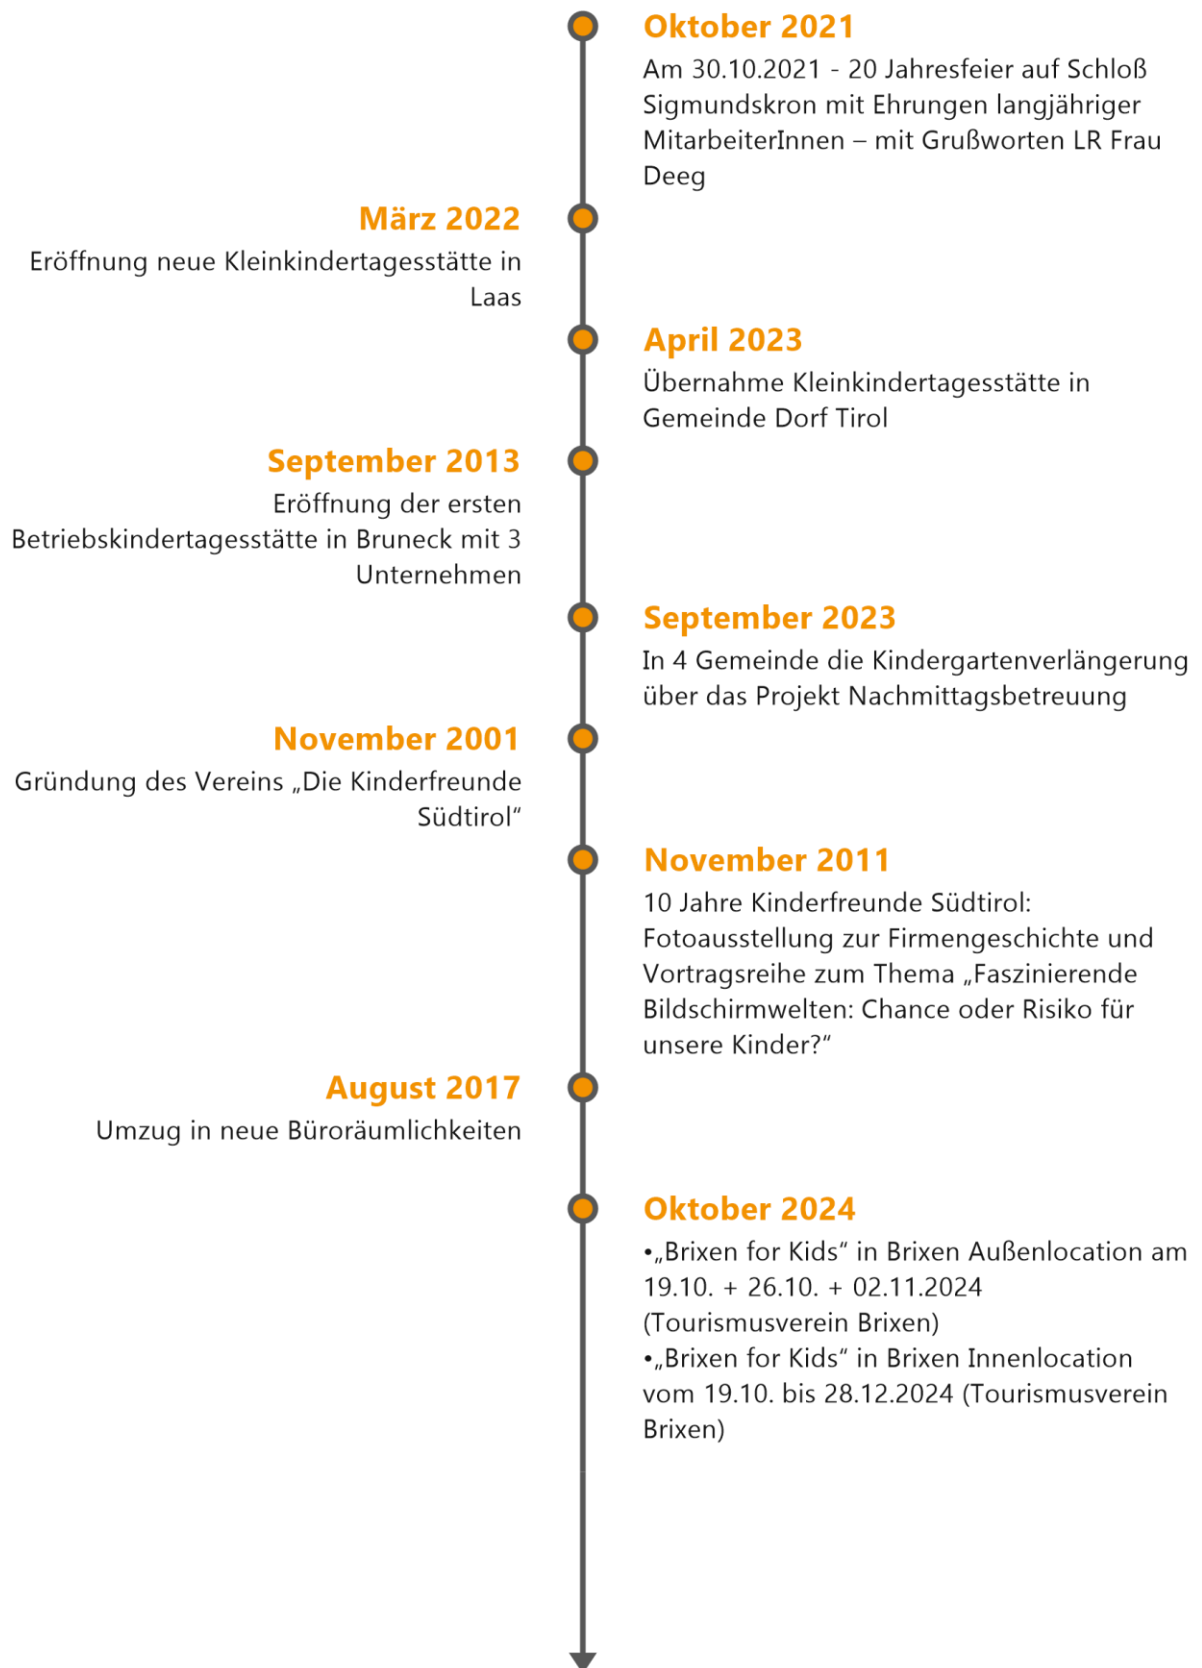 Oktober 2021
Am 30.10.2021 - 20 Jahresfeier auf Schloß
Sigmundskron mit Ehrungen langjähriger
MitarbeiterInnen – mit Grußworten LR Frau
Deeg
März 2022
Eröffnung neue Kleinkindertagesstätte in
Laas
April 2023
Übernahme Kleinkindertagesstätte in
Gemeinde Dorf Tirol
September 2013
Eröffnung der ersten
Betriebskindertagesstätte in Bruneck mit 3
Unternehmen
September 2023
In 4 Gemeinde die Kindergartenverlängerung
über das Projekt Nachmittagsbetreuung
November 2001
Gründung des Vereins „Die Kinderfreunde
Südtirol“
November 2011
10 Jahre Kinderfreunde Südtirol:
Fotoausstellung zur Firmengeschichte und
Vortragsreihe zum Thema „Faszinierende
Bildschirmwelten: Chance oder Risiko für
unsere Kinder?“
August 2017
Umzug in neue Büroräumlichkeiten
Oktober 2024
•„Brixen for Kids“ in Brixen Außenlocation am
19.10. + 26.10. + 02.11.2024
(Tourismusverein Brixen)
•„Brixen for Kids“ in Brixen Innenlocation
vom 19.10. bis 28.12.2024 (Tourismusverein
Brixen)